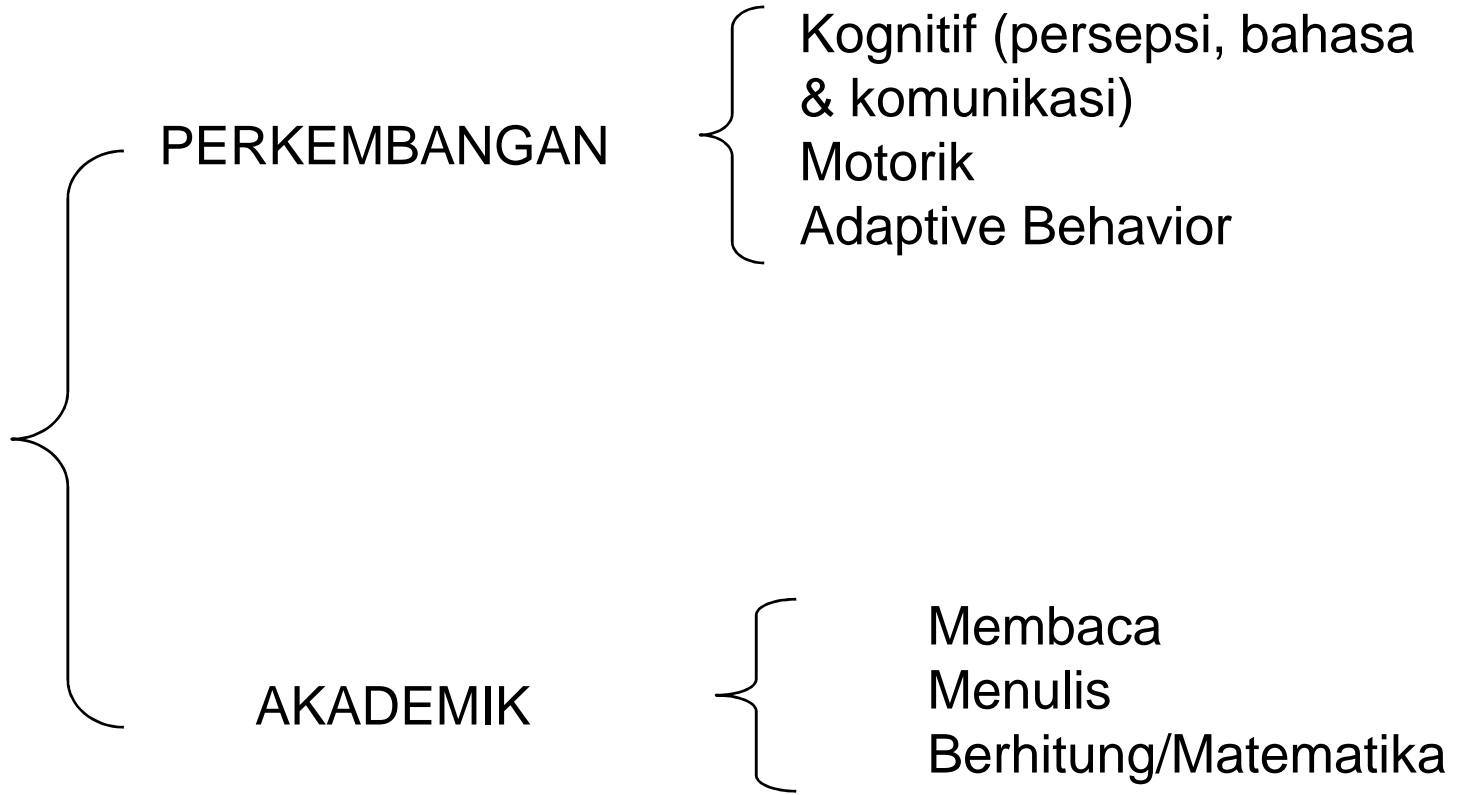 PERKEMBANGAN
Kognitif (persepsi, bahasa
& komunikasi)
Motorik
Adaptive Behavior
AKADEMIK
Membaca
Menulis
Berhitung/Matematika